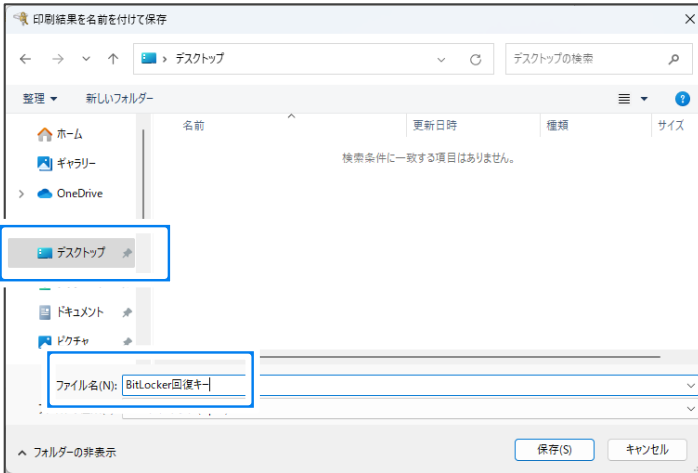 印刷結果を名前を付けて保存
デスクトップ
デスクトップの検索
整理 新しいフォルダー
名前 更新日時 種類 サイズ
検索条件に一致する項目はありません。
ホーム
ギャラリー
OneDrive
デスクトップ
ドキュメント
ピクチャ
ファイル名(N): BitLocker回復キー
フォルダーの非表示
保存(S) キャンセル